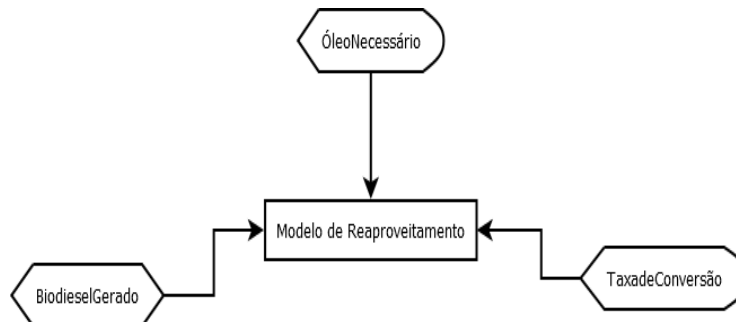 ÓleoNecessário
Modelo de Reaproveitamento
BiodieselGerado
TaxadeConversão